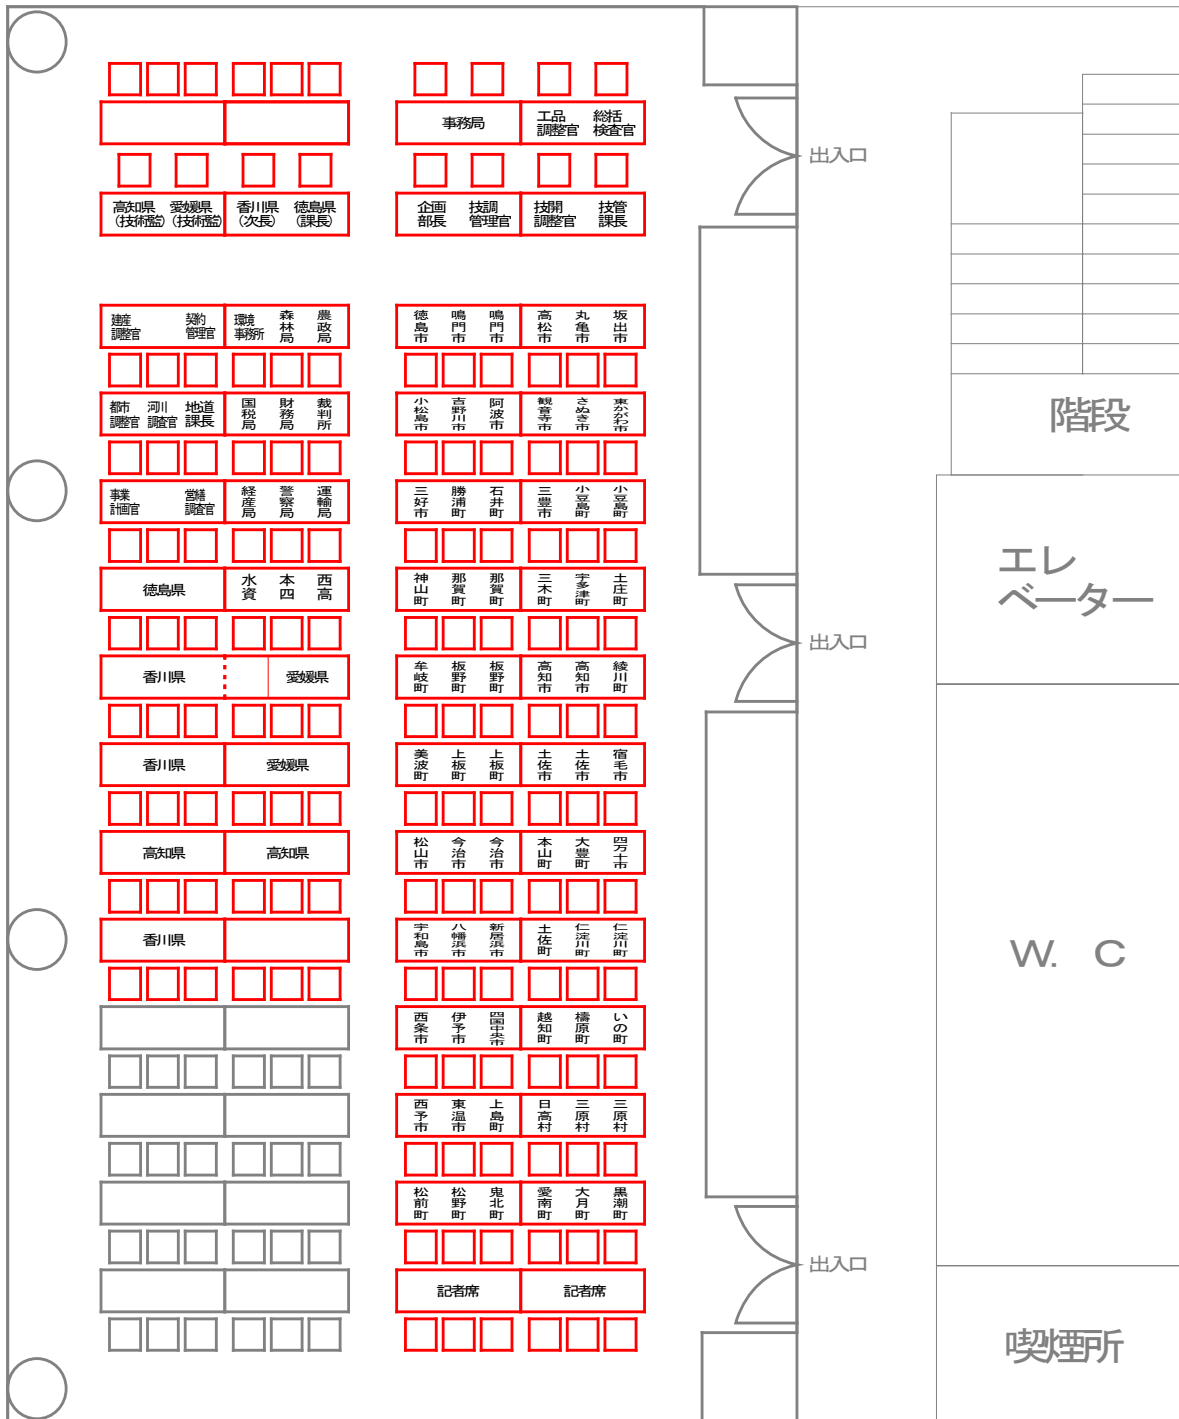 事務局
工品
調整官
総括
検査官
出入口
高知県
(技術監)
愛媛県
(技術監)
香川県
(次長)
徳島県
(課長)
企画
部長
技調
管理官
技開
調整官
技管
課長
建産
調整官
契約
管理官
環境
事務所
森林局
農政局
徳島市
鳴門市
鳴門市
高松市
丸亀市
坂出市
都市
調整官
河川
調査官
地道
課長
国税局
財務局
裁判所
小松島市
吉野川市
阿波市
観音寺市
さぬき市
東かがわ市
階段
事業
計画官
営繕
調査官
経産局
警察局
運輸局
三好市
勝浦町
石井町
三豊市
小豆島町
小豆島町
エレ
ベーター
徳島県
水資
本四
西高
神山町
那賀町
那賀町
三木町
宇多津町
土庄町
出入口
香川県
愛媛県
牟岐町
板野町
板野町
高知市
高知市
綾川町
香川県
愛媛県
美波町
上板町
上板町
土佐市
土佐市
宿毛市
高知県
高知県
松山市
今治市
今治市
本山町
大豊町
四万十市
香川県
宇和島市
八幡浜市
新居浜市
土佐町
仁淀川町
仁淀川町
W. C
西条市
伊予市
四国中央市
越知町
檮原町
いの町
西予市
東温市
上島町
日高村
三原村
三原村
松前町
松野町
鬼北町
愛南町
大月町
黒潮町
出入口
記者席
記者席
喫煙所